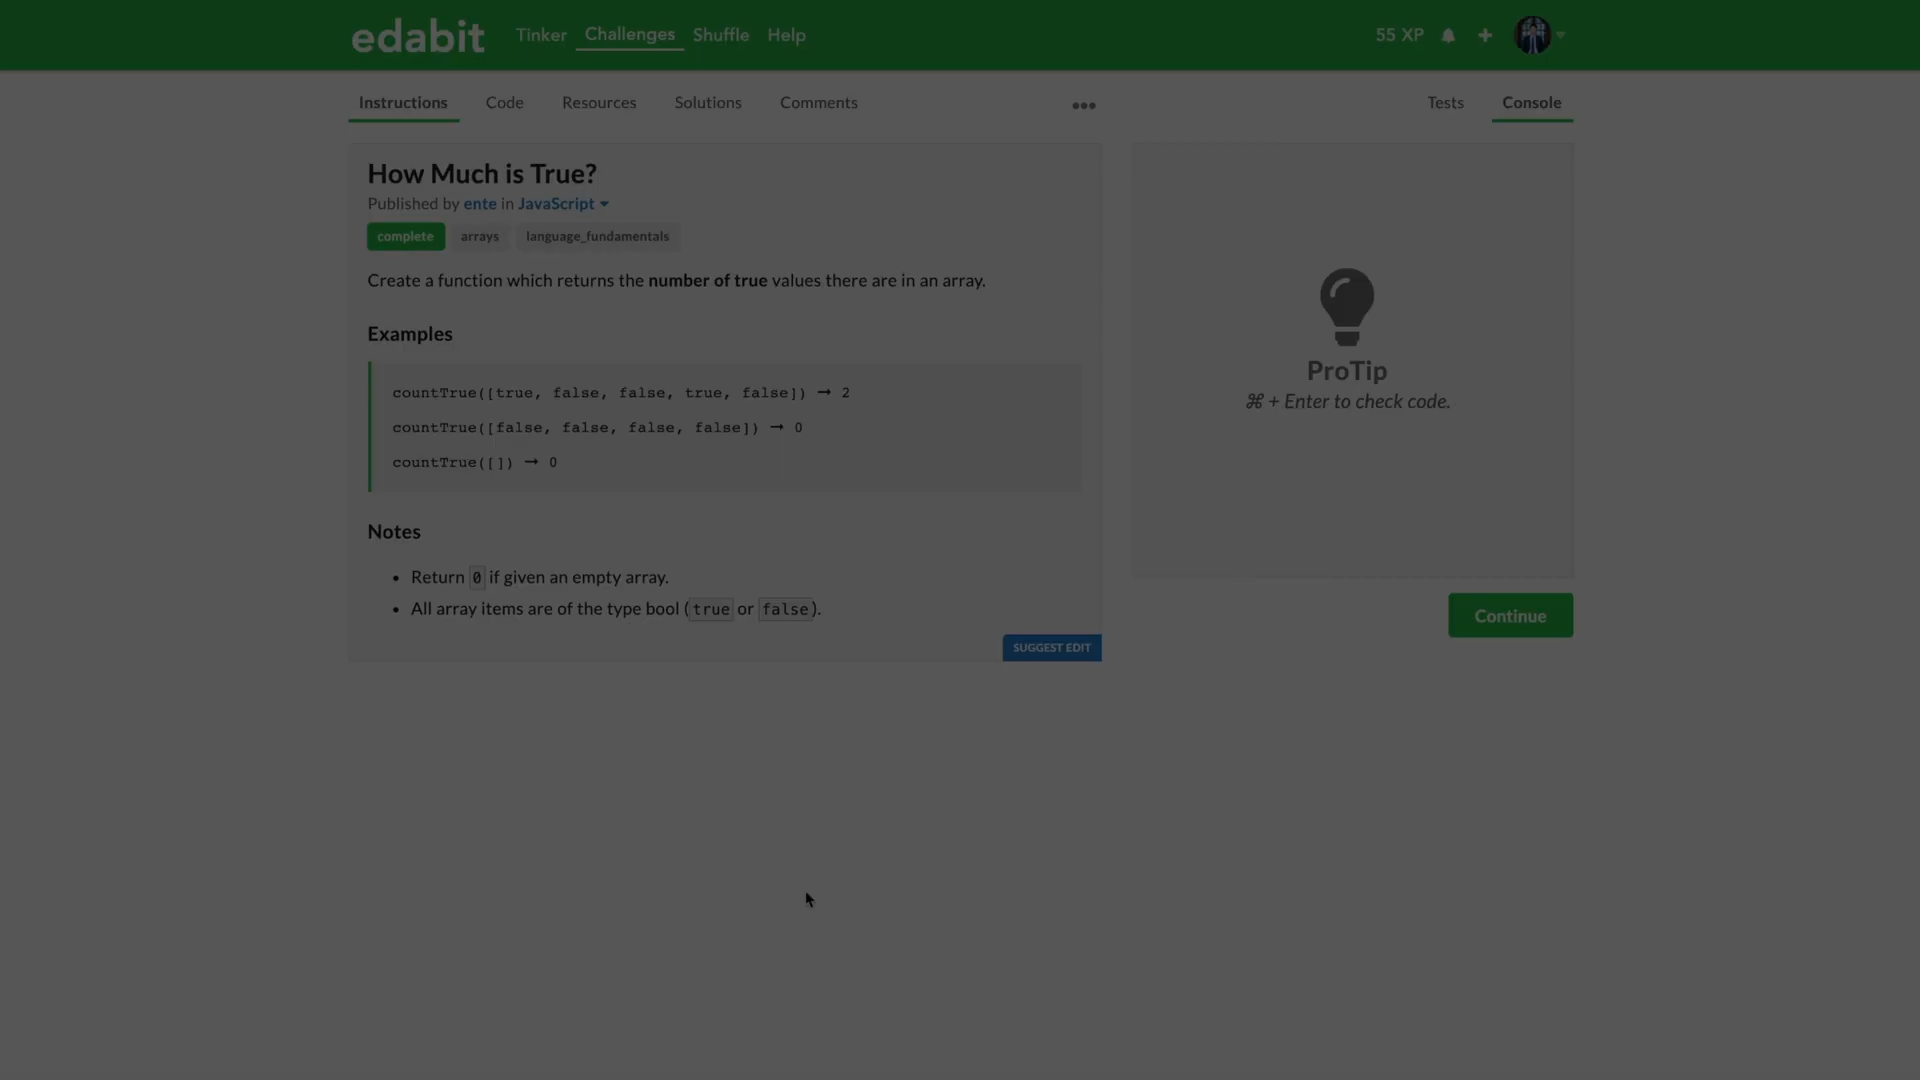 edabit Tinker Challenges Shuffle Help 55 XP
Instructions Code Resources Solutions Comments Tests Console
How Much is True?
Published by ente in JavaScript
complete arrays language_fundamentals
Create a function which returns the number of true values there are in an array.
Examples
countTrue([true, false, false, true, false]) ➞ 2
countTrue([false, false, false, false]) ➞ 0
countTrue([]) ➞ 0
Notes
• Return 0 if given an empty array.
• All array items are of the type bool (true or false).
SUGGEST EDIT
ProTip
⌘ + Enter to check code.
Continue